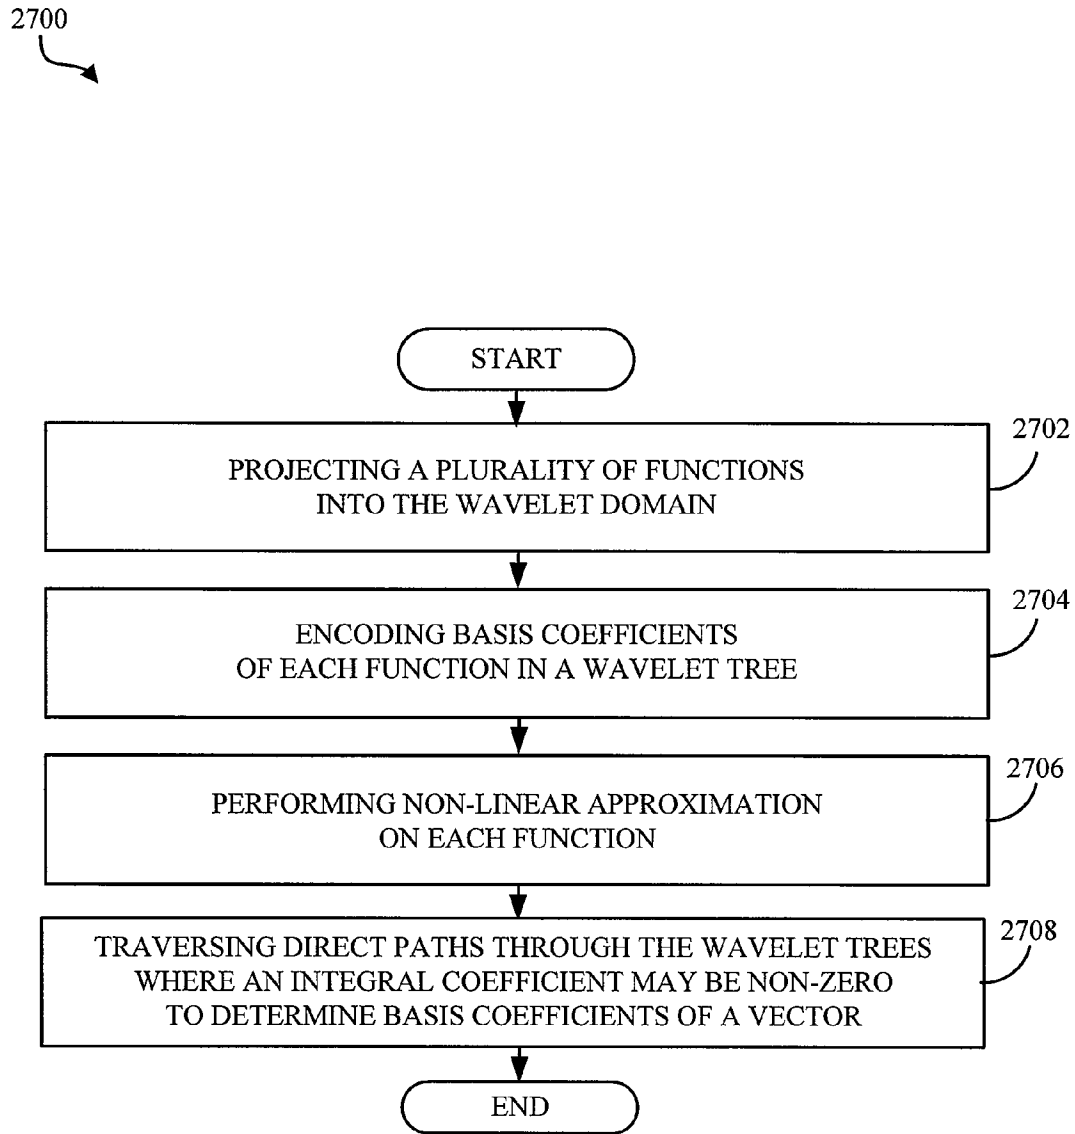 2700
START
2702
PROJECTING A PLURALITY OF FUNCTIONS
INTO THE WAVELET DOMAIN
2704
ENCODING BASIS COEFFICIENTS
OF EACH FUNCTION IN A WAVELET TREE
2706
PERFORMING NON-LINEAR APPROXIMATION
ON EACH FUNCTION
2708
TRAVERSING DIRECT PATHS THROUGH THE WAVELET TREES
WHERE AN INTEGRAL COEFFICIENT MAY BE NON-ZERO
TO DETERMINE BASIS COEFFICIENTS OF A VECTOR
END